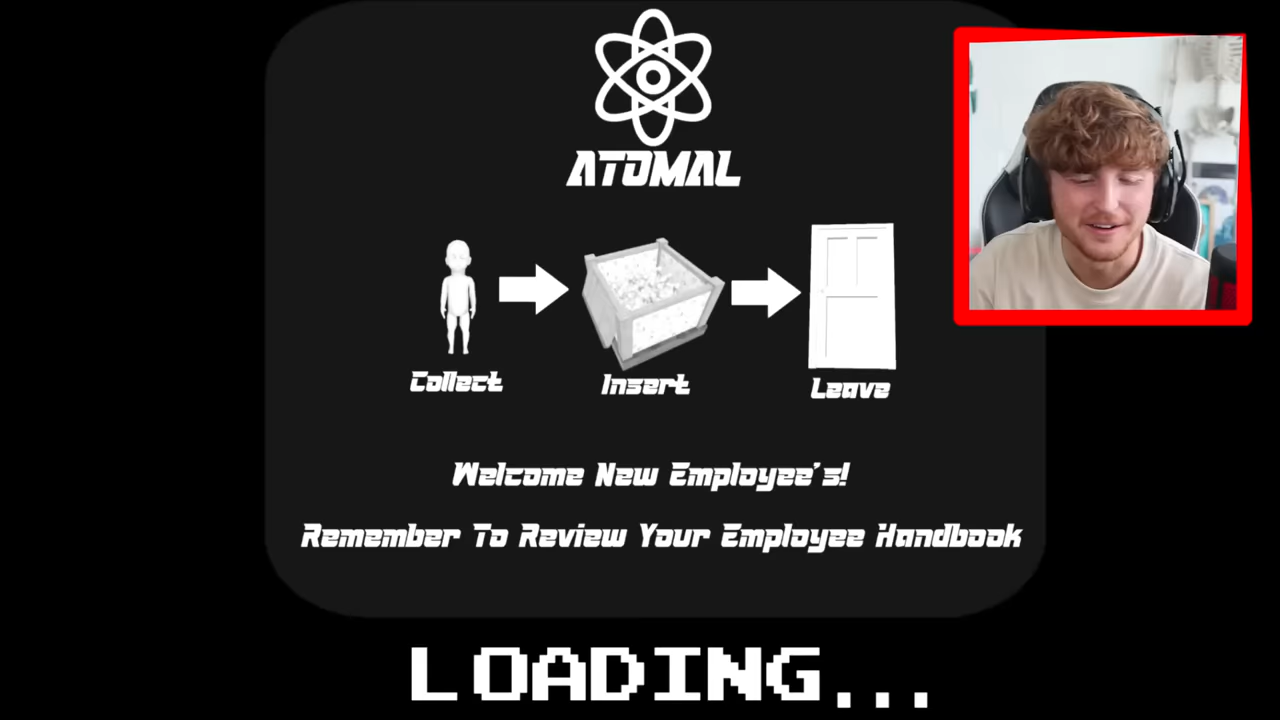 ATOMAL
Collect
Insert
Leave
Welcome New Employee's!
Remember To Review Your Employee Handbook
LOADING...